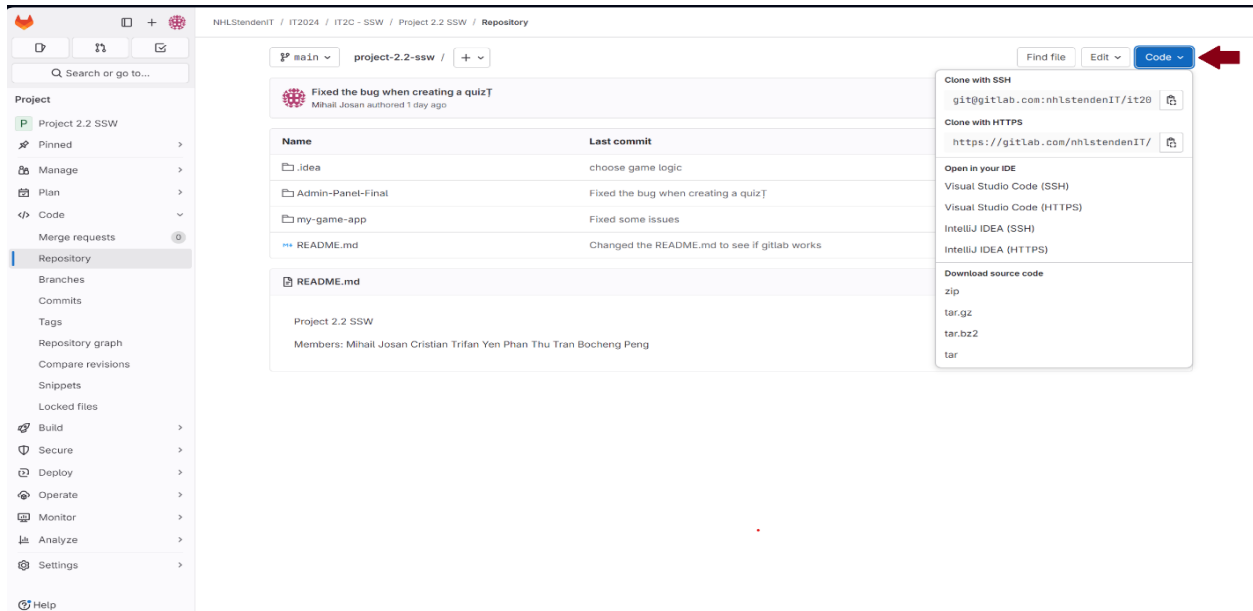 NHLStendenIT / IT2024 / IT2C - SSW / Project 2.2 SSW / Repository
Search or go to...
Project
P Project 2.2 SSW
Pinned
Manage
Plan
Code
Merge requests 0
Repository
Branches
Commits
Tags
Repository graph
Compare revisions
Snippets
Locked files
Build
Secure
Deploy
Operate
Monitor
Analyze
Settings
Help
main
project-2.2-ssw / +
Find file
Edit
Code
Fixed the bug when creating a quizȚ
Mihail Josan authored 1 day ago
Name Last commit
.idea choose game logic
Admin-Panel-Final Fixed the bug when creating a quizȚ
my-game-app Fixed some issues
README.md Changed the README.md to see if gitlab works
README.md
Project 2.2 SSW
Members: Mihail Josan Cristian Trifan Yen Phan Thu Tran Bocheng Peng
Clone with SSH
git@gitlab.com:nhlstendenIT/it20
Clone with HTTPS
https://gitlab.com/nhlstendenIT/
Open in your IDE
Visual Studio Code (SSH)
Visual Studio Code (HTTPS)
IntelliJ IDEA (SSH)
IntelliJ IDEA (HTTPS)
Download source code
zip
tar.gz
tar.bz2
tar